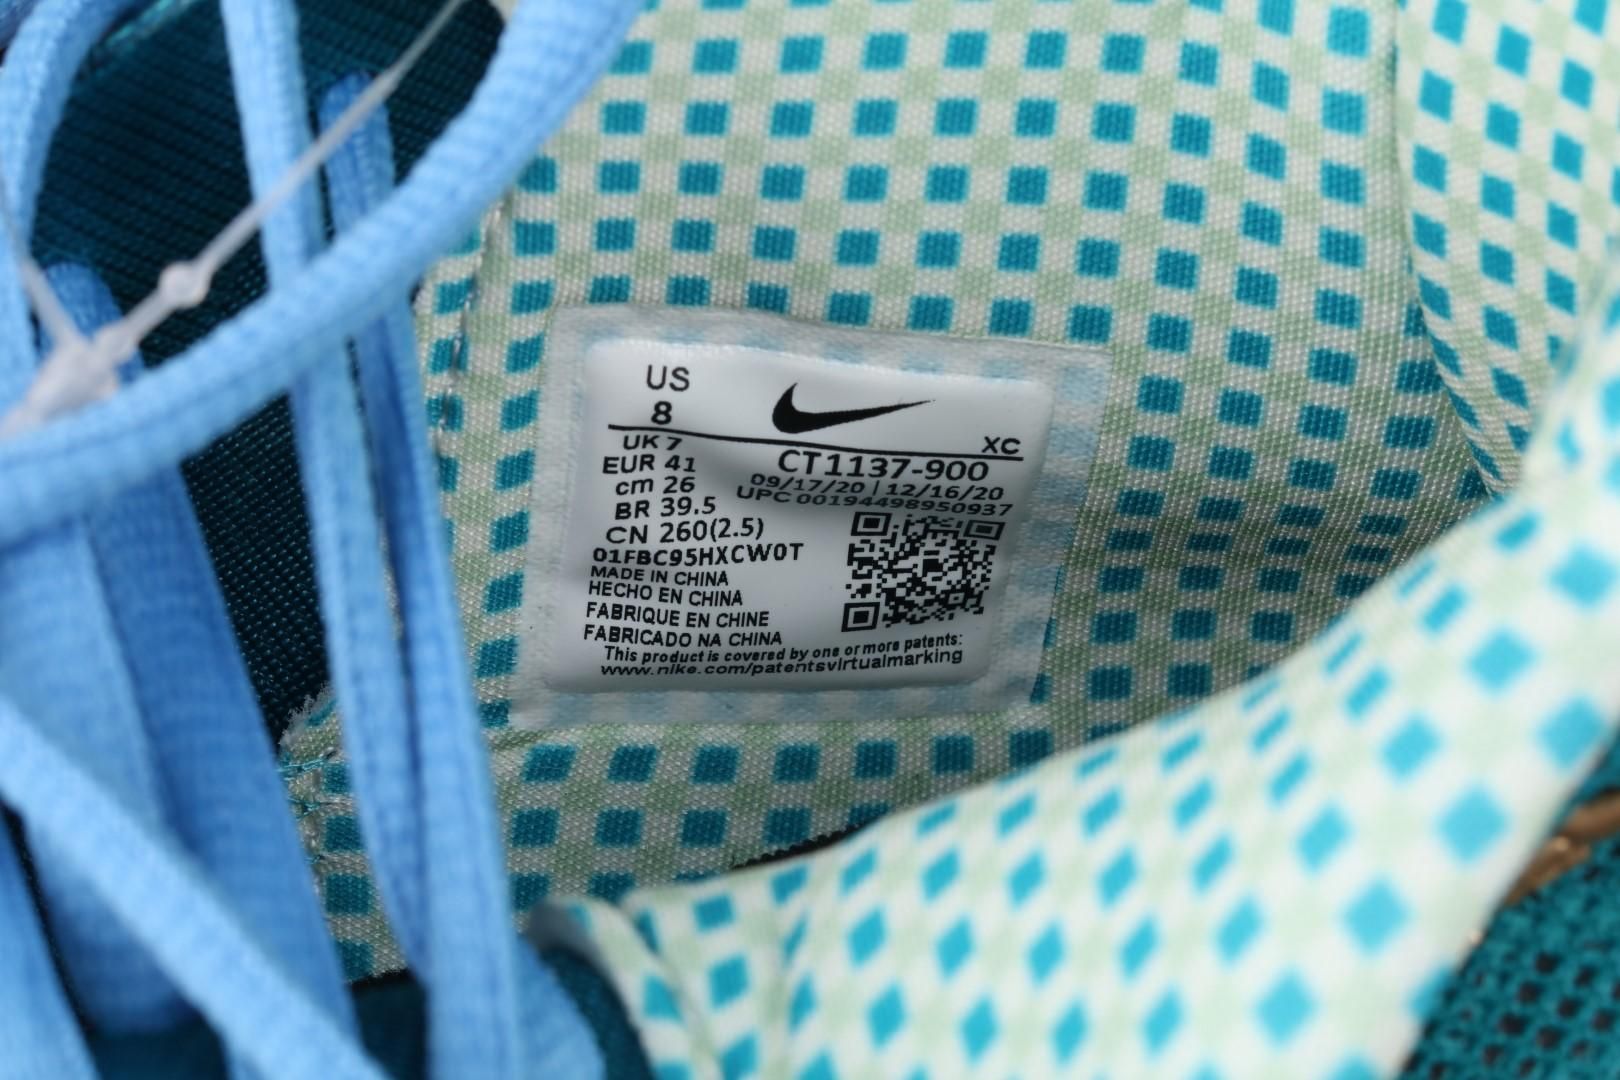 US
8
XC
UK 7
CT1137-900
EUR 41
09/17/20 | 12/16/20
cm 26
UPC 00194498950937
BR 39.5
CN 260(2.5)
01FBC95HXCW0T
MADE IN CHINA
HECHO EN CHINA
FABRIQUE EN CHINE
FABRICADO NA CHINA
This product is covered by one or more patents:
www.nike.com/patentsvirtualmarking